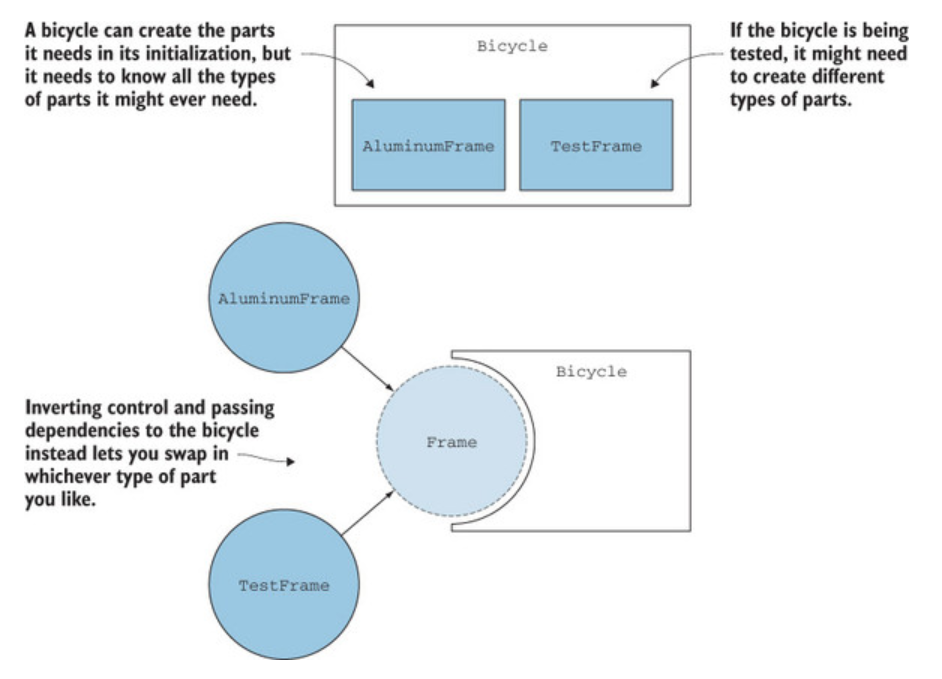 A bicycle can create the parts
it needs in its initialization, but
it needs to know all the types
of parts it might ever need.
Bicycle
If the bicycle is being
tested, it might need
to create different
types of parts.
AluminumFrame
TestFrame
AluminumFrame
Bicycle
Inverting control and passing
dependencies to the bicycle
instead lets you swap in
whichever type of part
you like.
Frame
TestFrame